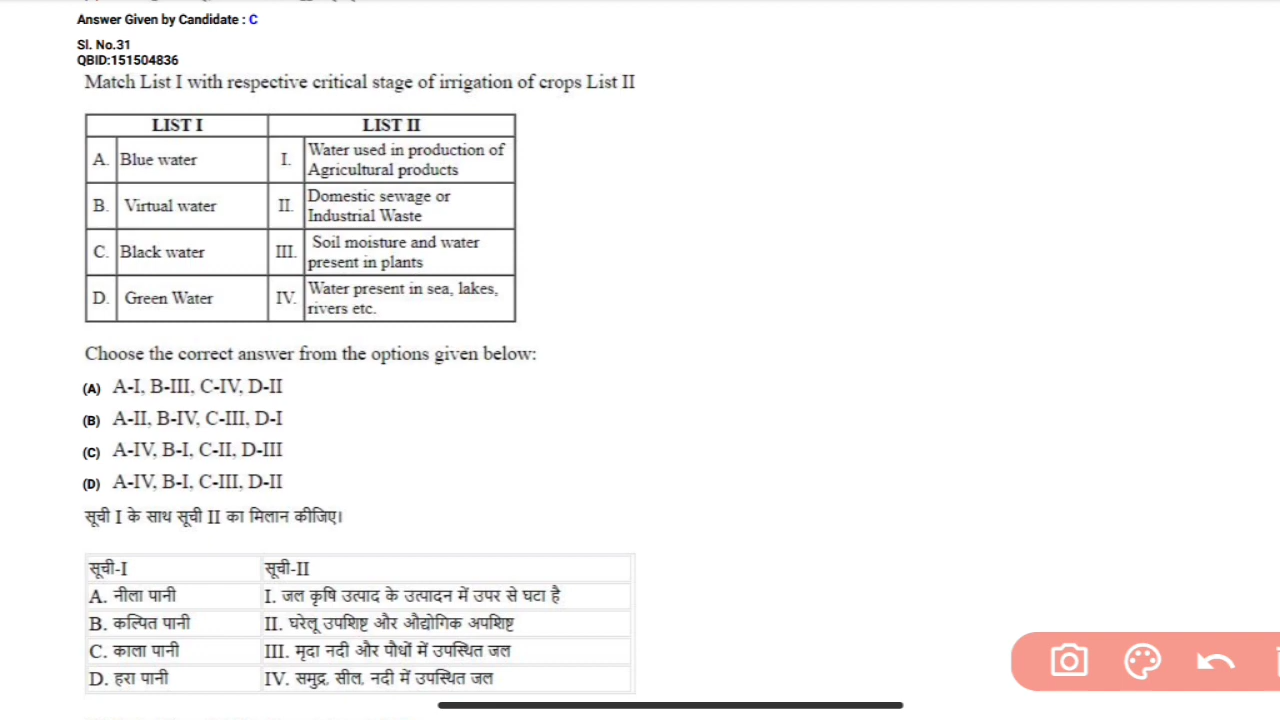 Answer Given by Candidate : C
Sl. No.31
QBID:151504836
Match List I with respective critical stage of irrigation of crops List II
LIST I LIST II
A. Blue water I. Water used in production of Agricultural products
B. Virtual water II. Domestic sewage or Industrial Waste
C. Black water III. Soil moisture and water present in plants
D. Green Water IV. Water present in sea, lakes, rivers etc.
Choose the correct answer from the options given below:
(A) A-I, B-III, C-IV, D-II
(B) A-II, B-IV, C-III, D-I
(C) A-IV, B-I, C-II, D-III
(D) A-IV, B-I, C-III, D-II
सूची I के साथ सूची II का मिलान कीजिए।
सूची-I सूची-II
A. नीला पानी I. जल कृषि उत्पाद के उत्पादन में उपर से घटा है
B. कल्पित पानी II. घरेलू उपशिष्ट और औद्योगिक अपशिष्ट
C. काला पानी III. मृदा नदी और पौधों में उपस्थित जल
D. हरा पानी IV. समुद्र, सील, नदी में उपस्थित जल